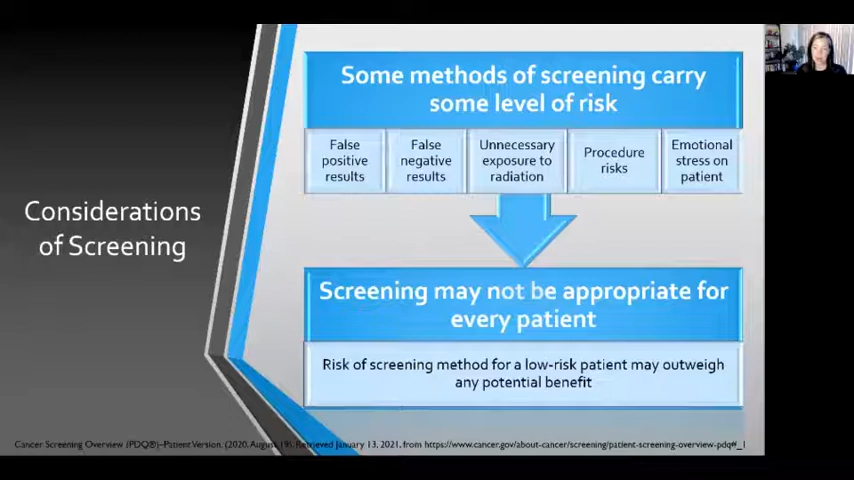 Considerations
of Screening
Some methods of screening carry
some level of risk
False
positive
results
False
negative
results
Unnecessary
exposure to
radiation
Procedure
risks
Emotional
stress on
patient
Screening may not be appropriate for
every patient
Risk of screening method for a low-risk patient may outweigh
any potential benefit
Cancer Screening Overview (PDQ®)–Patient Version. (2020, August 19). Retrieved January 13, 2021, from https://www.cancer.gov/about-cancer/screening/patient-screening-overview-pdq#_1